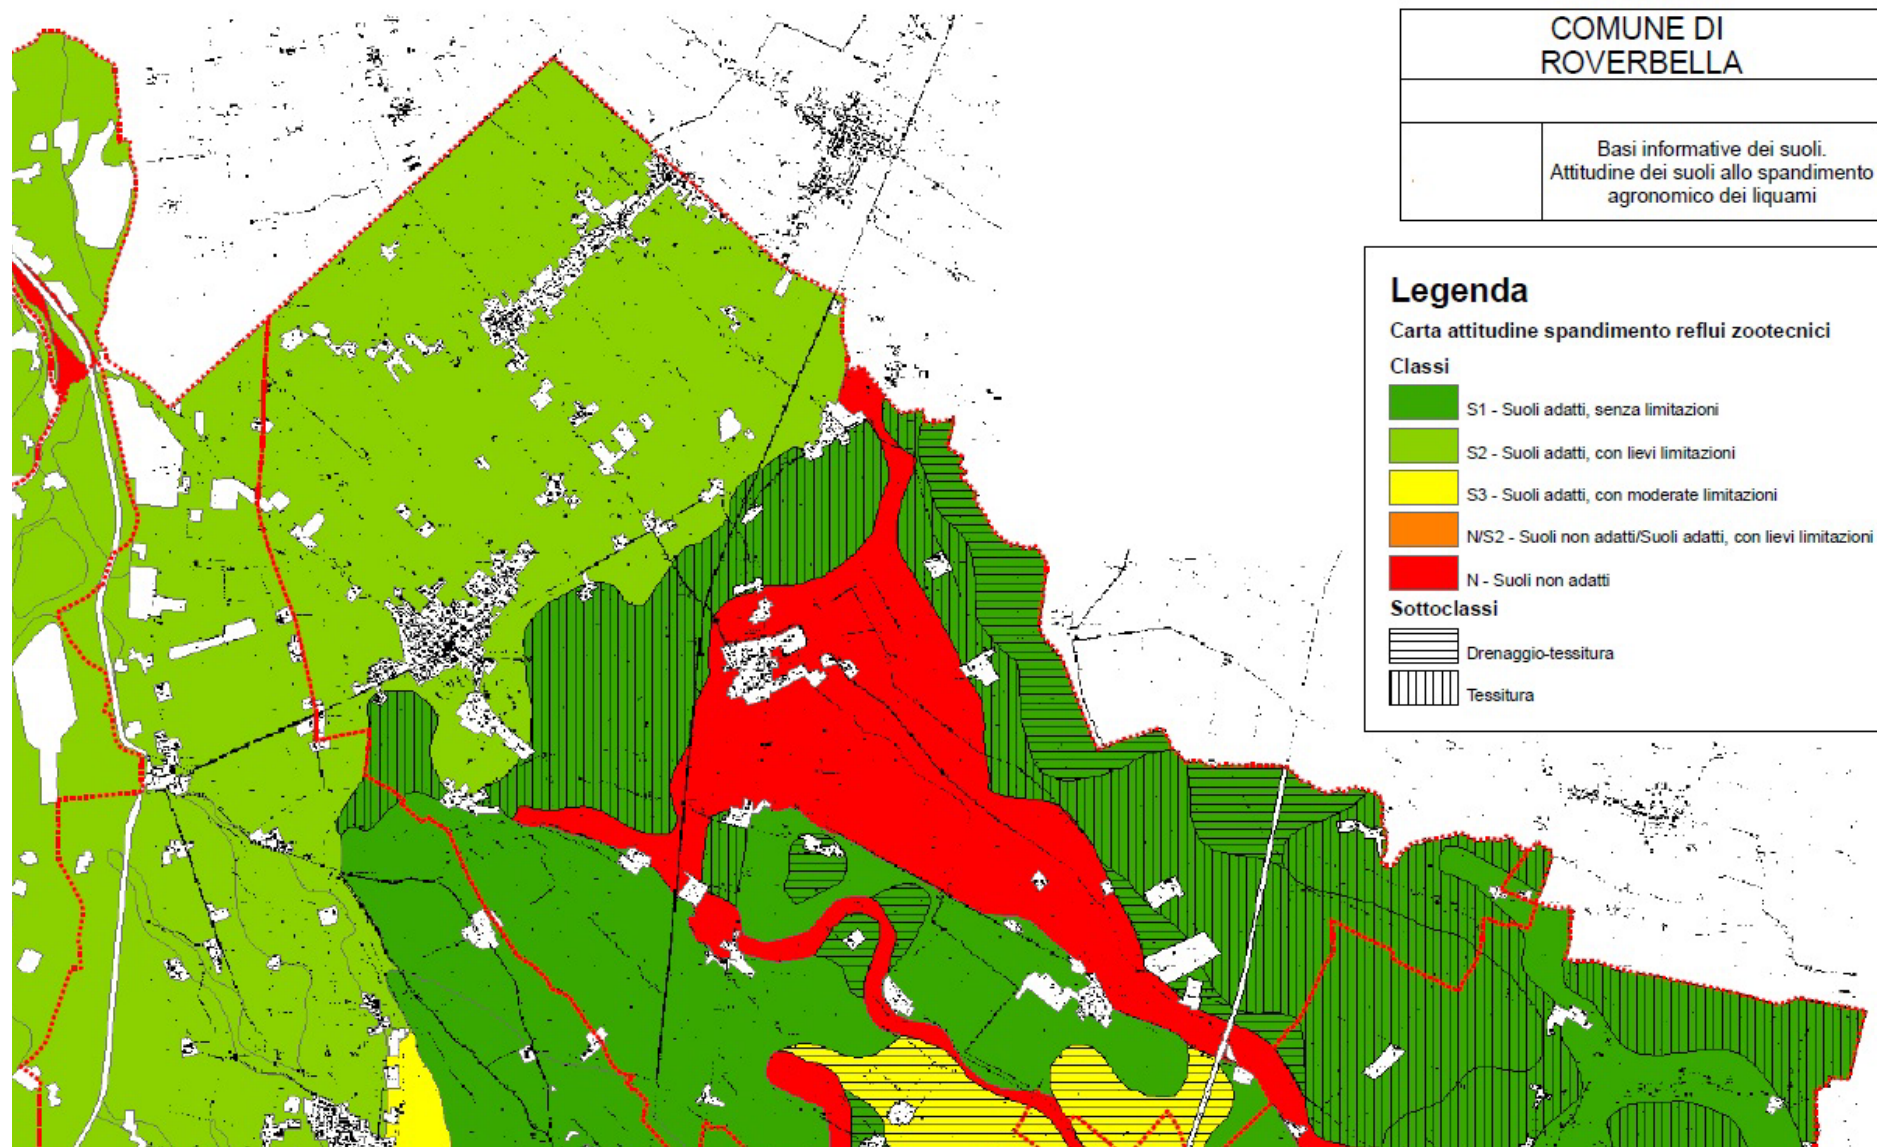 COMUNE DI
ROVERBELLA
Basi informative dei suoli.
Attitudine dei suoli allo spandimento
agronomico dei liquami
Legenda
Carta attitudine spandimento reflui zootecnici
Classi
S1 - Suoli adatti, senza limitazioni
S2 - Suoli adatti, con lievi limitazioni
S3 - Suoli adatti, con moderate limitazioni
N/S2 - Suoli non adatti/Suoli adatti, con lievi limitazioni
N - Suoli non adatti
Sottoclassi
Drenaggio-tessitura
Tessitura